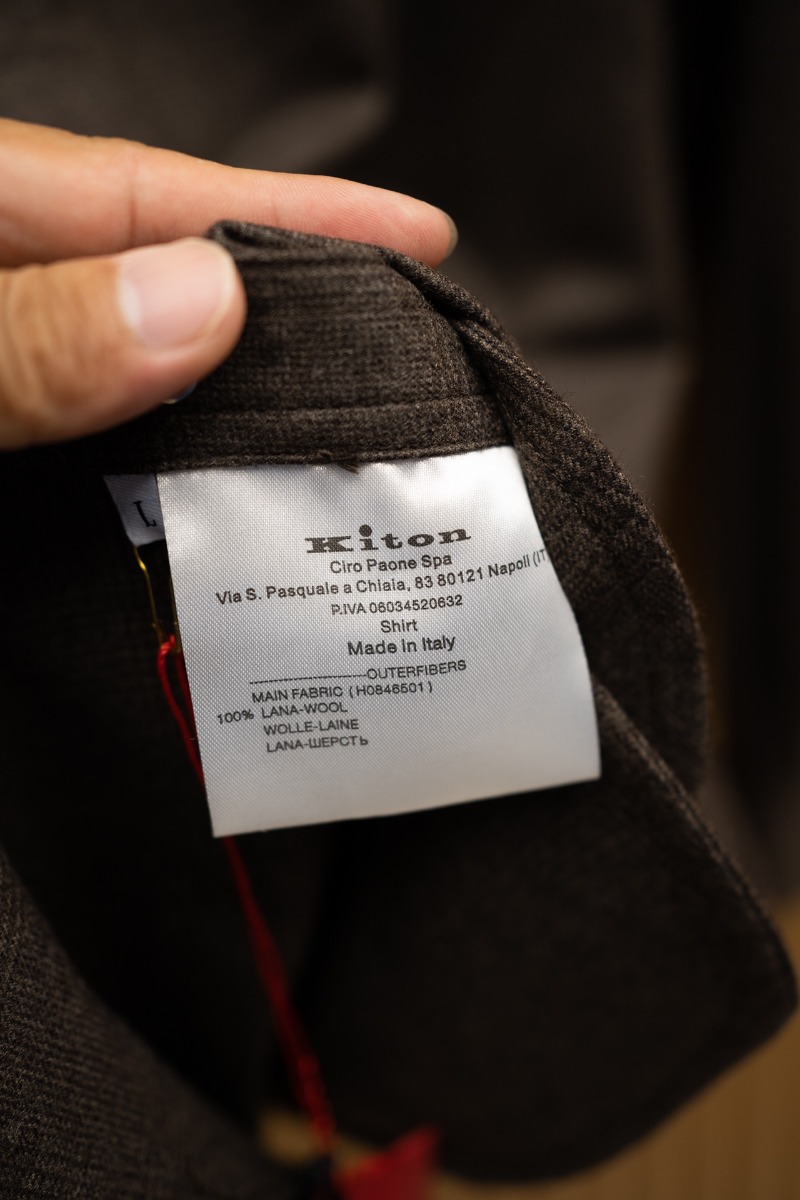 L
Kiton
Ciro Paone Spa
Via S. Pasquale a Chiaia, 83 80121 Napoli (IT
P.IVA 06034520632
Shirt
Made in Italy
-------------------------OUTERFIBERS
MAIN FABRIC ( H0846501 )
100% LANA-WOOL
WOLLE-LAINE
LANA-ШЕРСТЬ